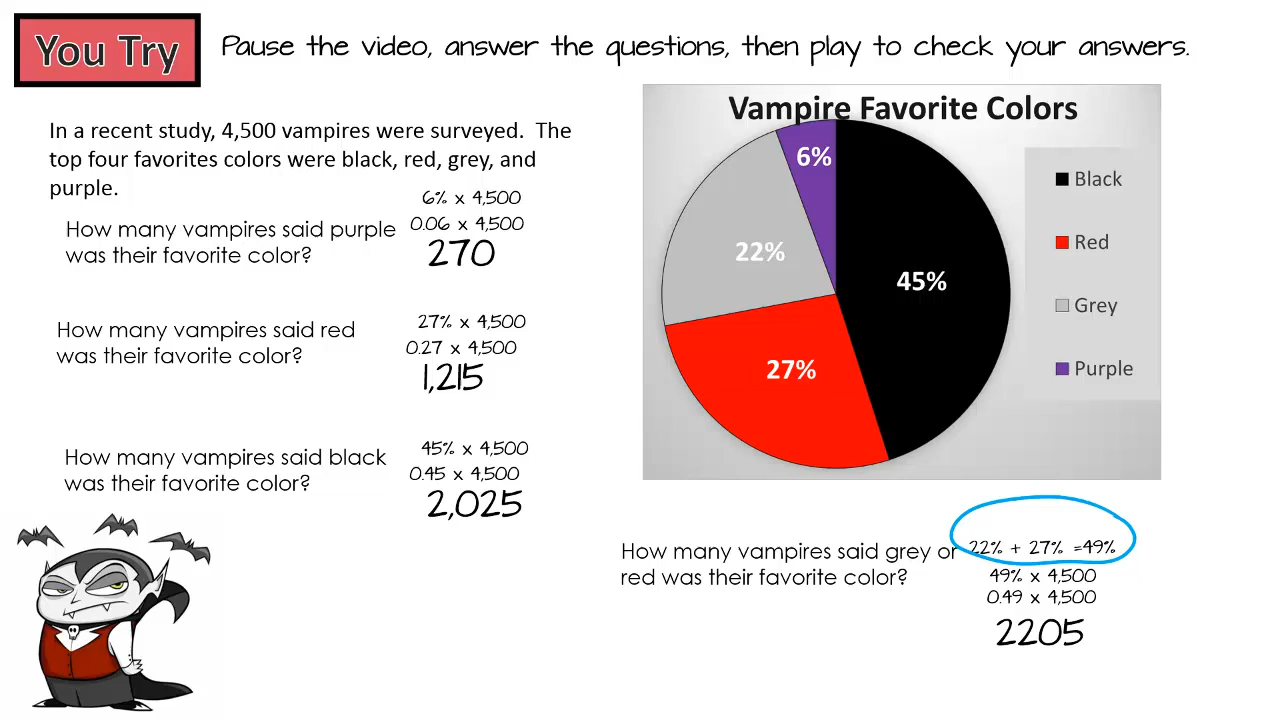 You Try
Pause the video, answer the questions, then play to check your answers.
In a recent study, 4,500 vampires were surveyed. The
top four favorites colors were black, red, grey, and
purple.
How many vampires said purple
was their favorite color?
6% x 4,500
0.06 x 4,500
270
How many vampires said red
was their favorite color?
27% x 4,500
0.27 x 4,500
1,215
How many vampires said black
was their favorite color?
45% x 4,500
0.45 x 4,500
2,025
Vampire Favorite Colors
6%
22%
45%
27%
Black
Red
Grey
Purple
How many vampires said grey or
red was their favorite color?
22% + 27% =49%
49% x 4,500
0.49 x 4,500
2205